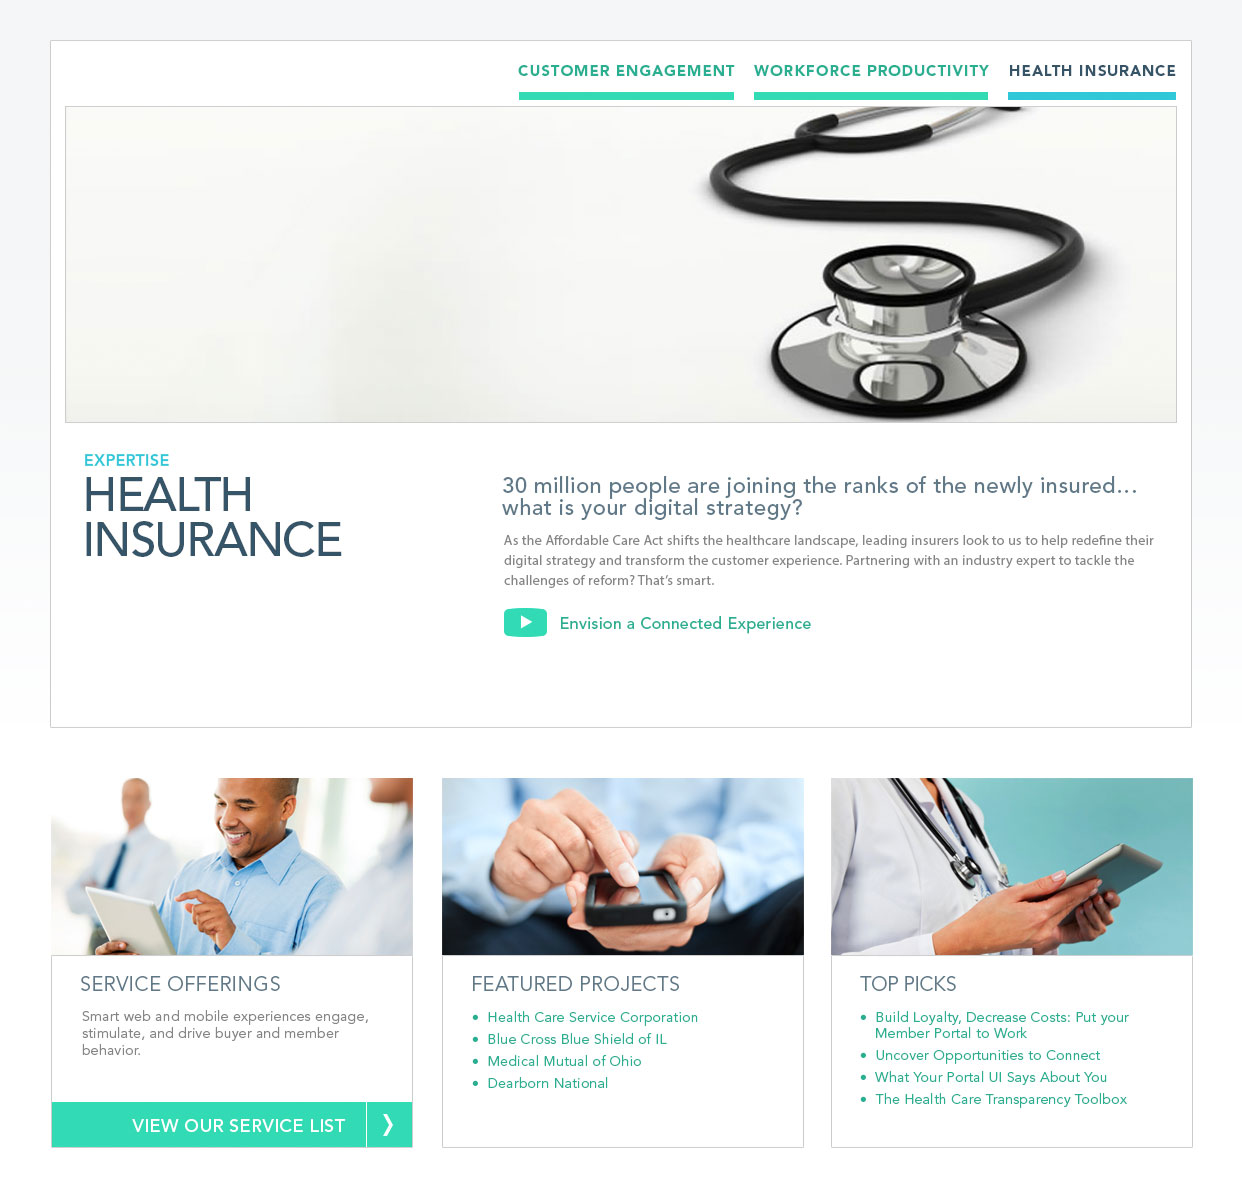 CUSTOMER ENGAGEMENT WORKFORCE PRODUCTIVITY HEALTH INSURANCE
EXPERTISE
HEALTH
INSURANCE
30 million people are joining the ranks of the newly insured…
what is your digital strategy?
As the Affordable Care Act shifts the healthcare landscape, leading insurers look to us to help redefine their
digital strategy and transform the customer experience. Partnering with an industry expert to tackle the
challenges of reform? That’s smart.
Envision a Connected Experience
SERVICE OFFERINGS
Smart web and mobile experiences engage,
stimulate, and drive buyer and member
behavior.
VIEW OUR SERVICE LIST
FEATURED PROJECTS
• Health Care Service Corporation
• Blue Cross Blue Shield of IL
• Medical Mutual of Ohio
• Dearborn National
TOP PICKS
• Build Loyalty, Decrease Costs: Put your
Member Portal to Work
• Uncover Opportunities to Connect
• What Your Portal UI Says About You
• The Health Care Transparency Toolbox